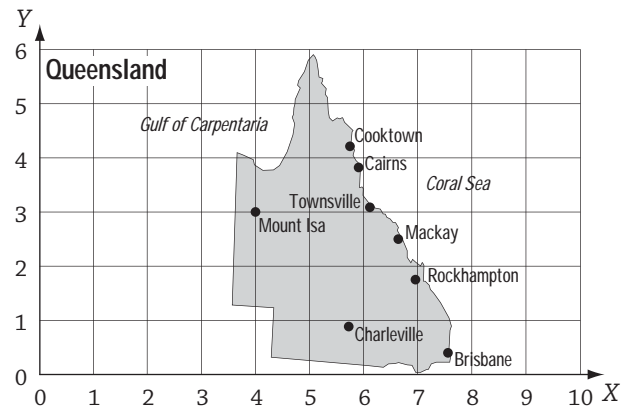 Y
6
Queensland
5
Gulf of Carpentaria
Cooktown
4
Cairns
Coral Sea
Townsville
3
Mount Isa
Mackay
2
Rockhampton
1
Charleville
Brisbane
0
0 1 2 3 4 5 6 7 8 9 10 X